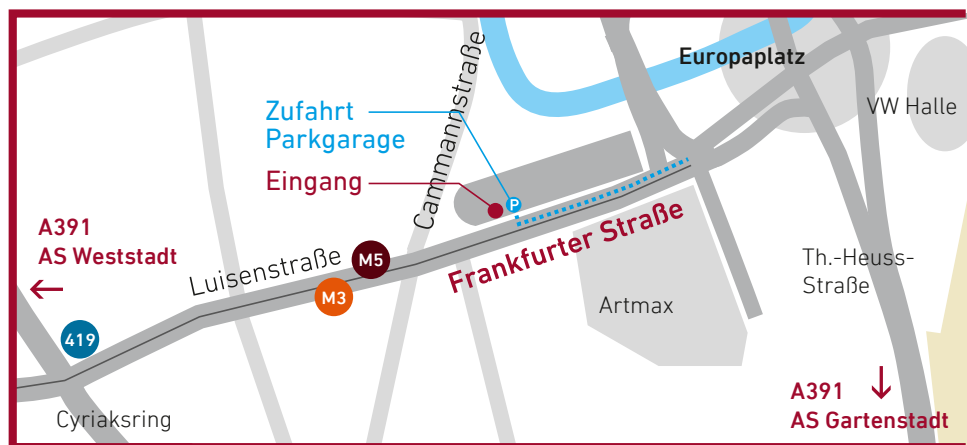 Europaplatz
VW Halle
Cammannstraße
Zufahrt
Parkgarage
P
Eingang
A391
AS Weststadt
Luisenstraße
M5
M3
Frankfurter Straße
Th.-Heuss-
Straße
Artmax
419
Cyriaksring
A391
AS Gartenstadt